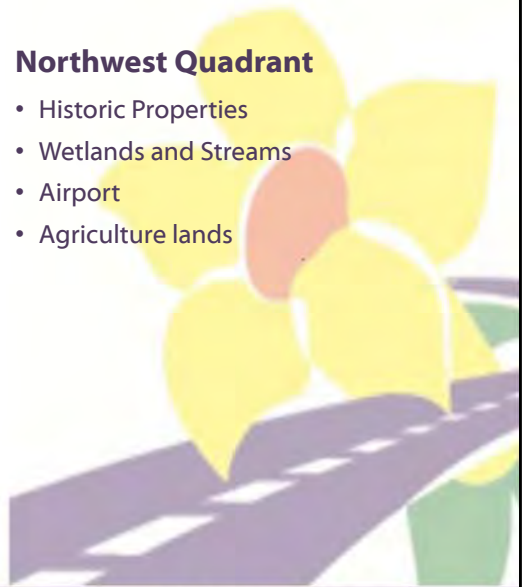 Northwest Quadrant
• Historic Properties
• Wetlands and Streams
• Airport
• Agriculture lands